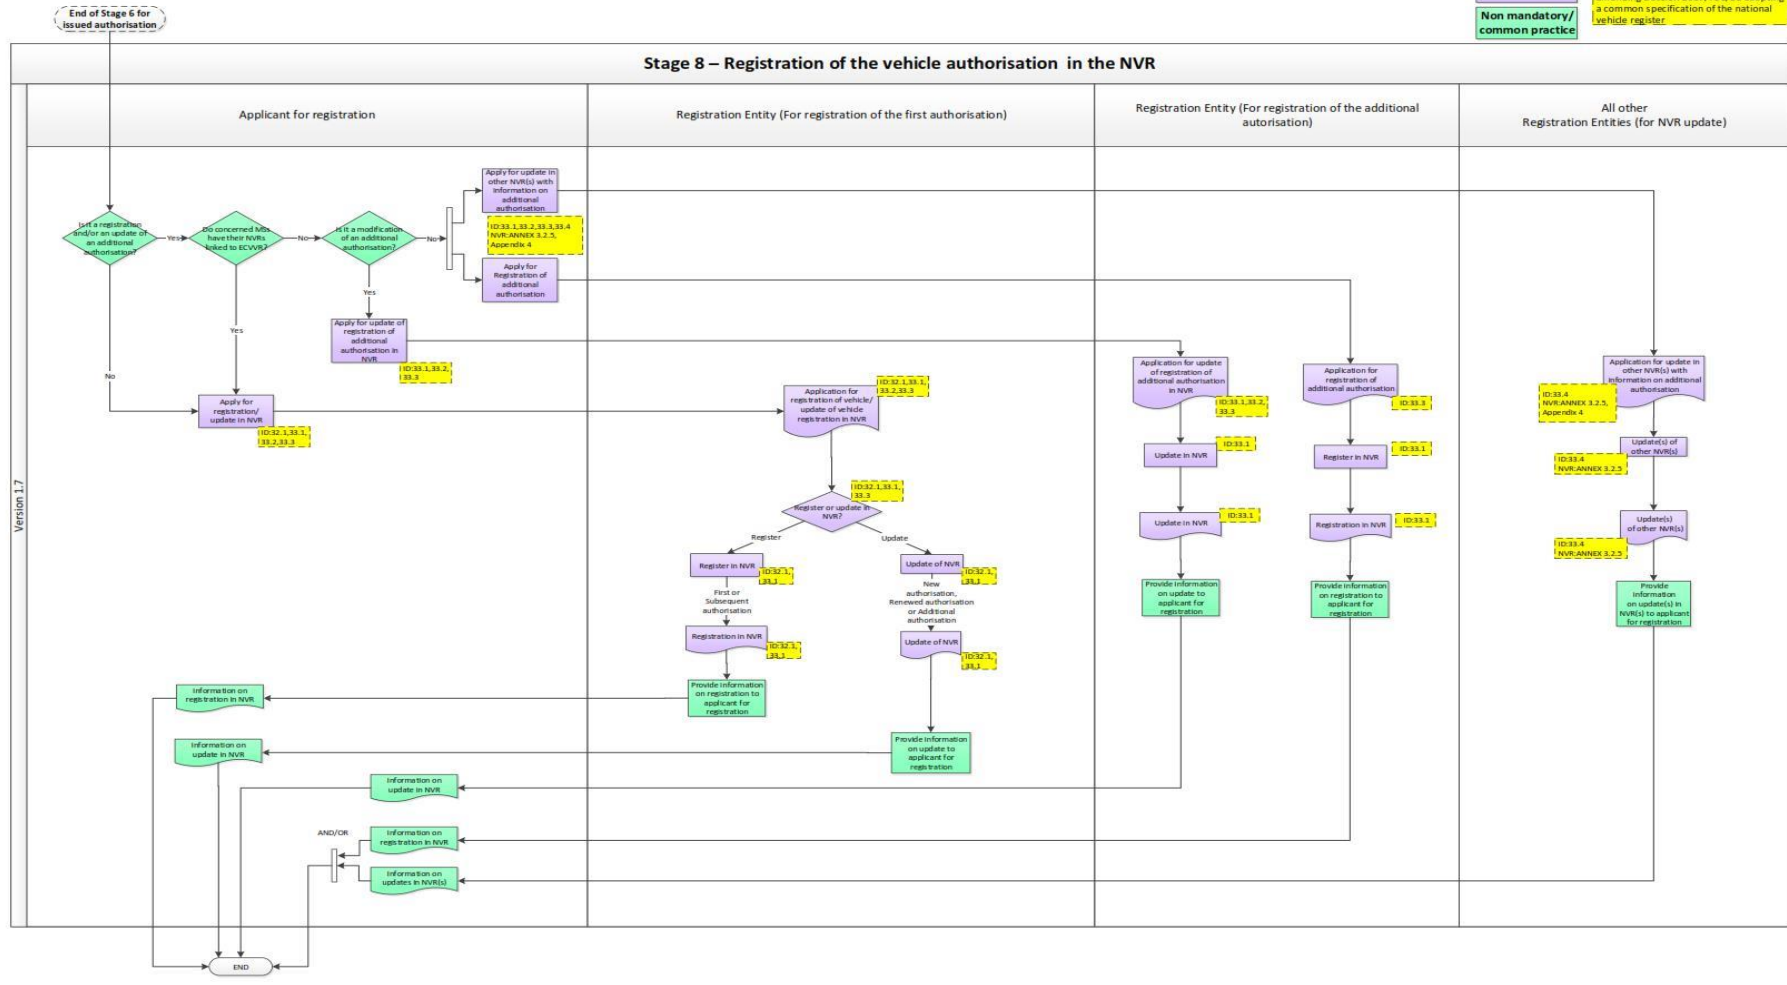 End of Stage 6 for
issued authorisation
a common specification of the national
vehicle register
Non mandatory/
common practice
Stage 8 – Registration of the vehicle authorisation in the NVR
Version 1.7
Applicant for registration
Registration Entity (For registration of the first authorisation)
Registration Entity (For registration of the additional
autorisation)
All other
Registration Entities (for NVR update)
Is it a registration
and/or an update of
an additional
authorisation?
Yes
Do concerned MSs
have their NVRs
linked to ECVVR?
No
Is it a modification
of an additional
authorisation?
No
Apply for update in
other NVR(s) with
information on
additional
authorisation
ID:33.1,33.2,33.3,33.4
NVR:ANNEX 3.2.5,
Appendix 4
Apply for
Registration of
additional
authorisation
Yes
Yes
No
Apply for update of
registration of
additional
authorisation in
NVR
ID:33.1,33.2,
33.3
Apply for
registration/
update in NVR
ID:32.1,33.1,
33.2,33.3
Application for
registration of vehicle/
update of vehicle
registration in NVR
ID:32.1,33.1,
33.2,33.3
Register or update in
NVR?
ID:32.1,33.1,
33.3
Register
Update
Register in NVR
ID:32.1,
33.1
First or
Subsequent
authorisation
Registration in NVR
ID:32.1,
33.1
Provide information
on registration to
applicant for
registration
Update of NVR
ID:32.1,
33.1
New
authorisation,
Renewed authorisation
or Additional
authorisation
Update of NVR
ID:32.1,
33.1
Provide information
on update to
applicant for
registration
Application for update
of registration of
additional authorisation
in NVR
ID:33.1,33.2,
33.3
Update in NVR
ID:33.1
Update in NVR
ID:33.1
Provide information
on update to
applicant for
registration
Application for
registration of
additional authorisation
ID:33.3
Register in NVR
ID:33.1
Registration in NVR
ID:33.1
Provide information
on registration to
applicant for
registration
Application for update in
other NVR(s) with
information on additional
authorisation
ID:33.4
NVR:ANNEX 3.2.5,
Appendix 4
Update(s) of
other NVR(s)
ID:33.4
NVR:ANNEX 3.2.5
Update(s)
of other NVR(s)
ID:33.4
NVR:ANNEX 3.2.5
Provide
information
on update(s) in
NVR(s) to applicant
for registration
Information on
registration in NVR
Information on
update in NVR
Information on
update in NVR
AND/OR
Information on
registration in NVR
Information on
updates in NVR(s)
END